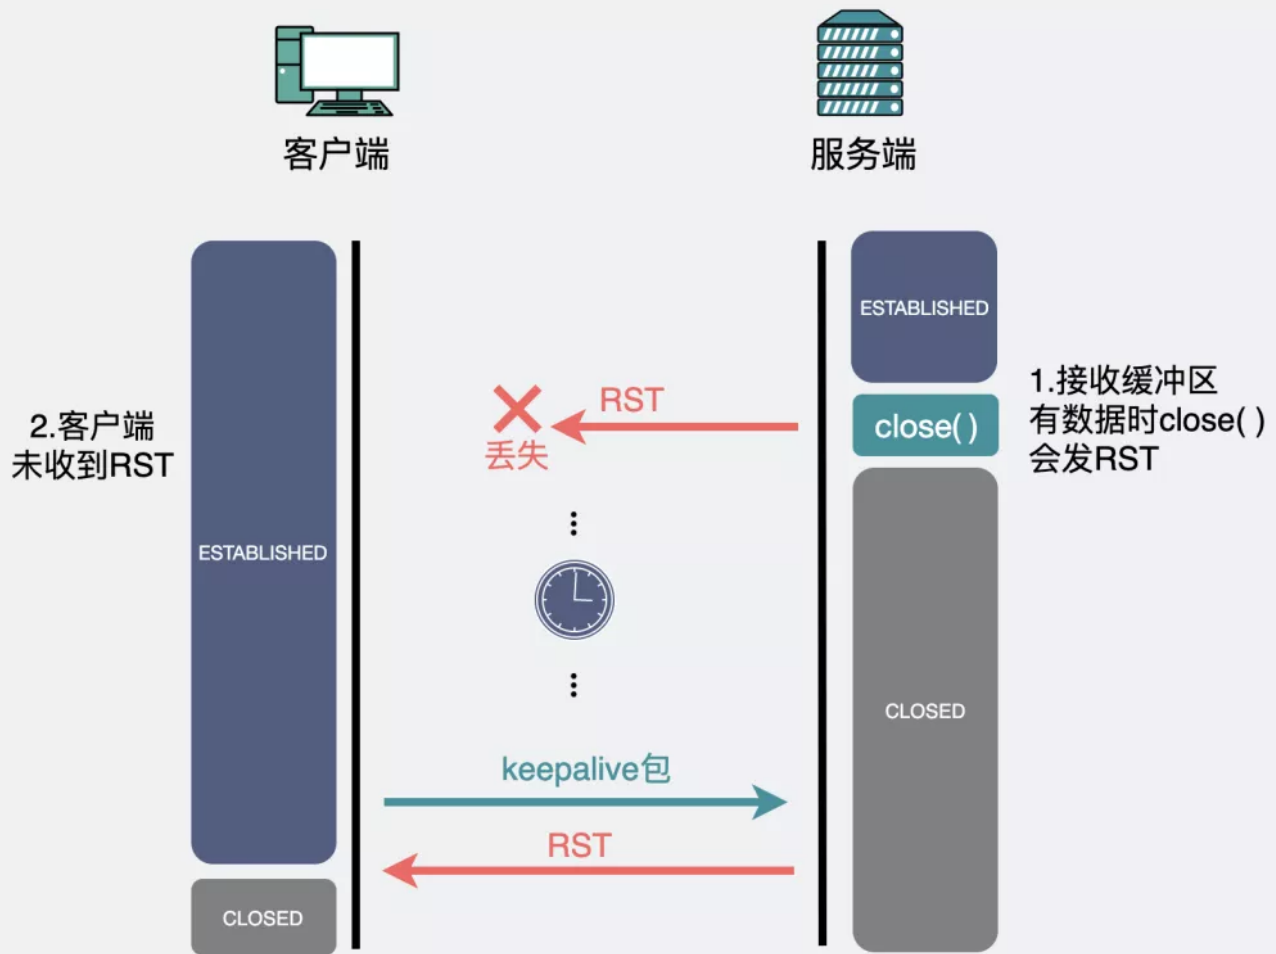 客户端
服务端
ESTABLISHED
1.接收缓冲区
有数据时close( )
会发RST
close( )
RST
丢失
2.客户端
未收到RST
ESTABLISHED
CLOSED
keepalive包
RST
CLOSED